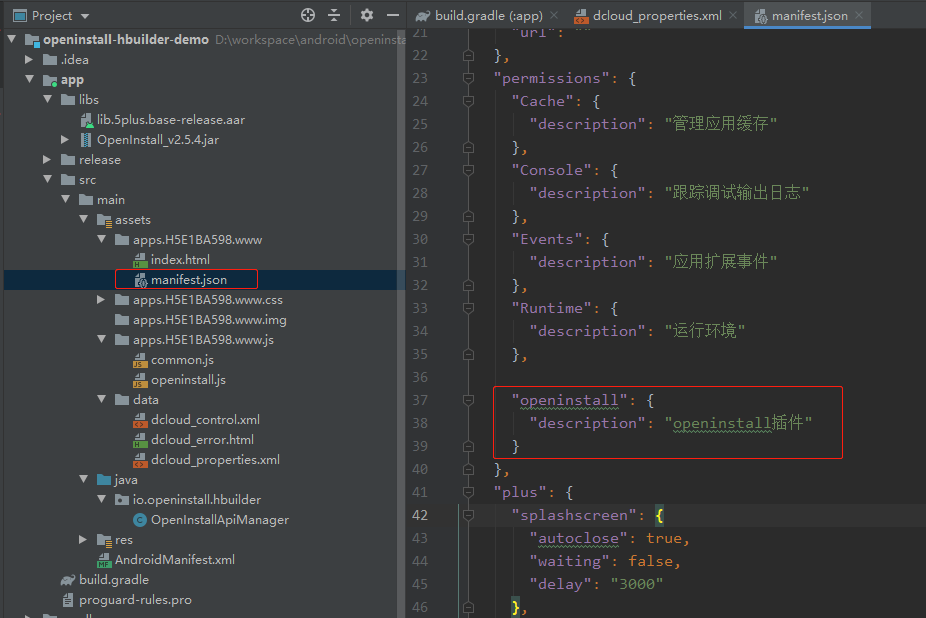 Project
openinstall-hbuilder-demo D:\workspace\android\openinsta
.idea
app
libs
lib.5plus.base-release.aar
OpenInstall_v2.5.4.jar
release
src
main
assets
apps.H5E1BA598.www
index.html
manifest.json
apps.H5E1BA598.www.css
apps.H5E1BA598.www.img
apps.H5E1BA598.www.js
common.js
openinstall.js
data
dcloud_control.xml
dcloud_error.html
dcloud_properties.xml
java
io.openinstall.hbuilder
OpenInstallApiManager
res
AndroidManifest.xml
build.gradle
proguard-rules.pro
build.gradle (:app)
dcloud_properties.xml
manifest.json
21 "url": ""
22 },
23 "permissions": {
24 "Cache": {
25 "description": "管理应用缓存"
26 },
27 "Console": {
28 "description": "跟踪调试输出日志"
29 },
30 "Events": {
31 "description": "应用扩展事件"
32 },
33 "Runtime": {
34 "description": "运行环境"
35 },
36
37 "openinstall": {
38 "description": "openinstall插件"
39 }
40 },
41 "plus": {
42 "splashscreen": {
43 "autoclose": true,
44 "waiting": false,
45 "delay": "3000"
46 },